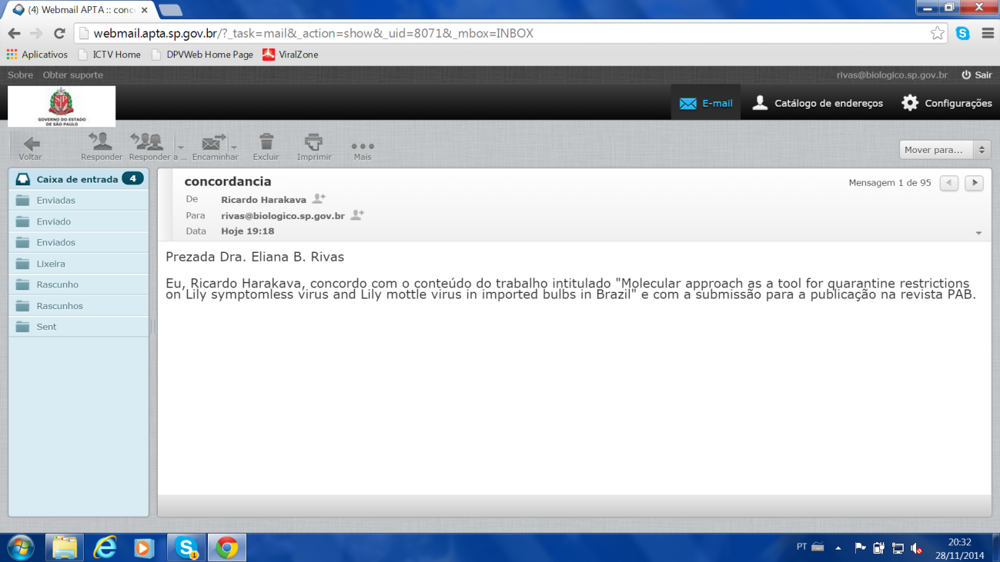 (4) Webmail APTA :: conc
webmail.apta.sp.gov.br/?_task=mail&_action=show&_uid=8071&_mbox=INBOX
Aplicativos ICTV Home DPVWeb Home Page ViralZone
Sobre Obter suporte rivas@biologico.sp.gov.br Sair
GOVERNO DO ESTADO
DE SÃO PAULO
E-mail Catálogo de endereços Configurações
Voltar Responder Responder a ... Encaminhar Excluir Imprimir Mais
Mover para...
Caixa de entrada 4
Enviadas
Enviado
Enviados
Lixeira
Rascunho
Rascunhos
Sent
concordancia
Mensagem 1 de 95
De Ricardo Harakava
Para rivas@biologico.sp.gov.br
Data Hoje 19:18
Prezada Dra. Eliana B. Rivas
Eu, Ricardo Harakava, concordo com o conteúdo do trabalho intitulado "Molecular approach as a tool for quarantine restrictions
on Lily symptomless virus and Lily mottle virus in imported bulbs in Brazil" e com a submissão para a publicação na revista PAB.
PT
20:32
28/11/2014